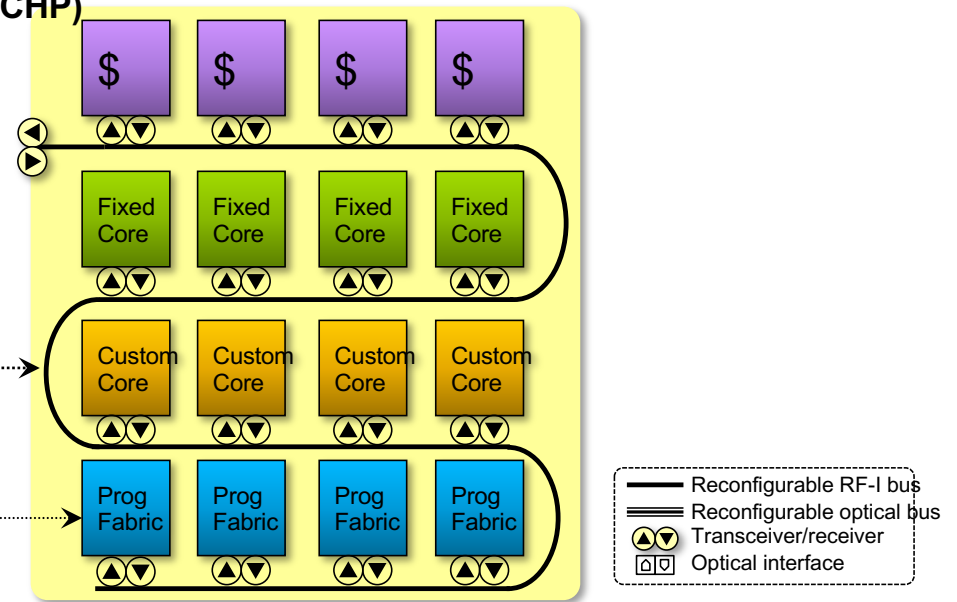 CHP)
$ $ $ $
Fixed Fixed Fixed Fixed
Core Core Core Core
Custom Custom Custom Custom
Core Core Core Core
Prog Prog Prog Prog
Fabric Fabric Fabric Fabric
Reconfigurable RF-I bus
Reconfigurable optical bus
Transceiver/receiver
Optical interface